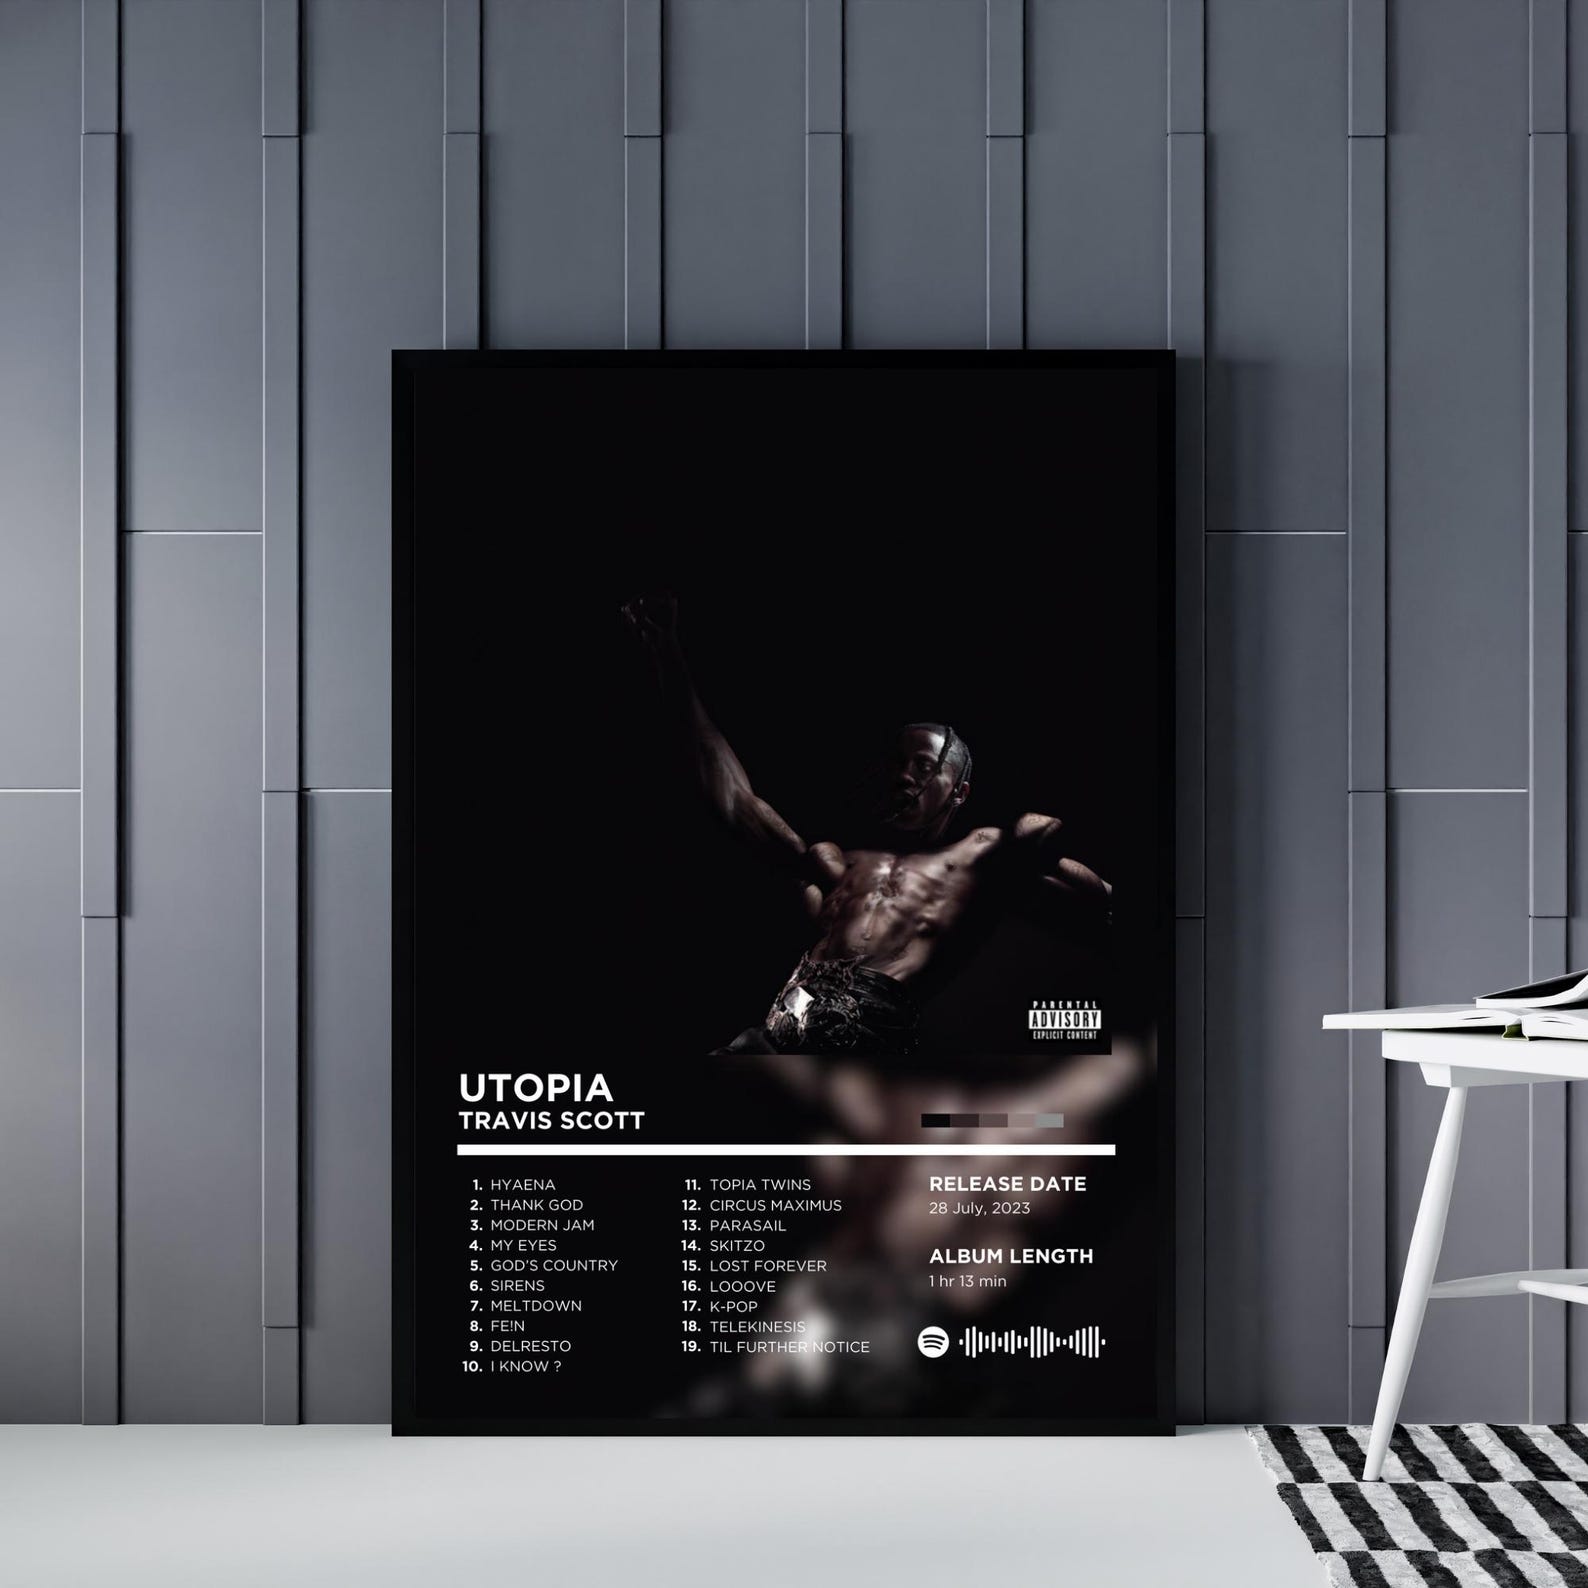 PARENTAL
ADVISORY
EXPLICIT CONTENT
UTOPIA
TRAVIS SCOTT
1. HYAENA
2. THANK GOD
3. MODERN JAM
4. MY EYES
5. GOD'S COUNTRY
6. SIRENS
7. MELTDOWN
8. FE!N
9. DELRESTO
10. I KNOW ?
11. TOPIA TWINS
12. CIRCUS MAXIMUS
13. PARASAIL
14. SKITZO
15. LOST FOREVER
16. LOOOVE
17. K-POP
18. TELEKINESIS
19. TIL FURTHER NOTICE
RELEASE DATE
28 July, 2023
ALBUM LENGTH
1 hr 13 min